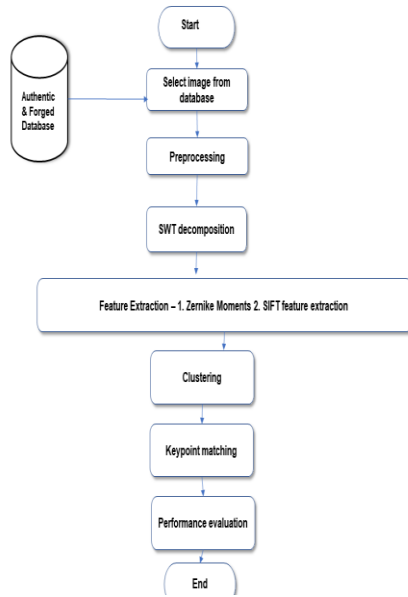 Start
Authentic
& Forged
Database
Select image from
database
Preprocessing
SWT decomposition
Feature Extraction – 1. Zernike Moments 2. SIFT feature extraction
Clustering
Keypoint matching
Performance evaluation
End